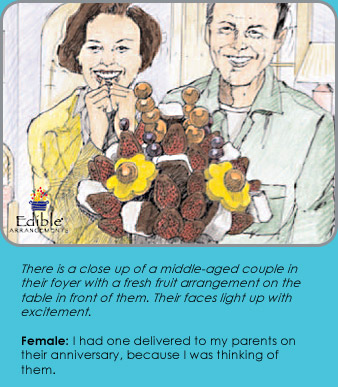 Edible®
ARRANGEMENTS®
There is a close up of a middle-aged couple in
their foyer with a fresh fruit arrangement on the
table in front of them. Their faces light up with
excitement.
Female: I had one delivered to my parents on
their anniversary, because I was thinking of
them.